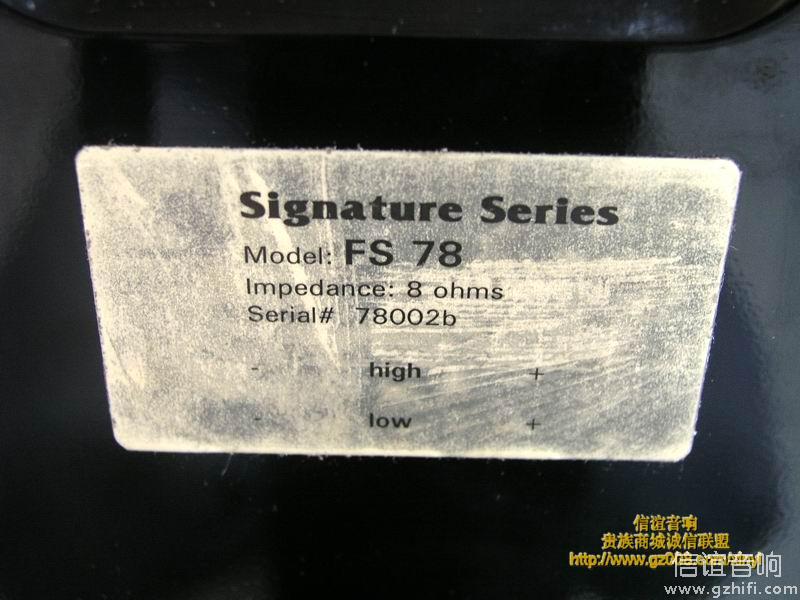 Signature Series
Model: FS 78
Impedance: 8 ohms
Serial# 78002b
- high +
- low +
信谊音响
贵族商城诚信联盟
信谊音响
www.gzhifi.com